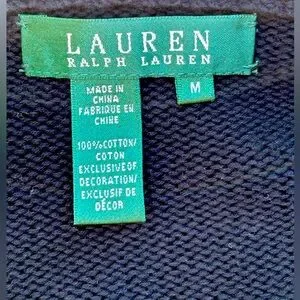 LAUREN
RALPH LAUREN
M
MADE IN
CHINA
FABRIQUE EN
CHINE
100% COTTON/
COTON
EXCLUSIVE OF
DECORATION/
EXCLUSIF DE
DÉCOR